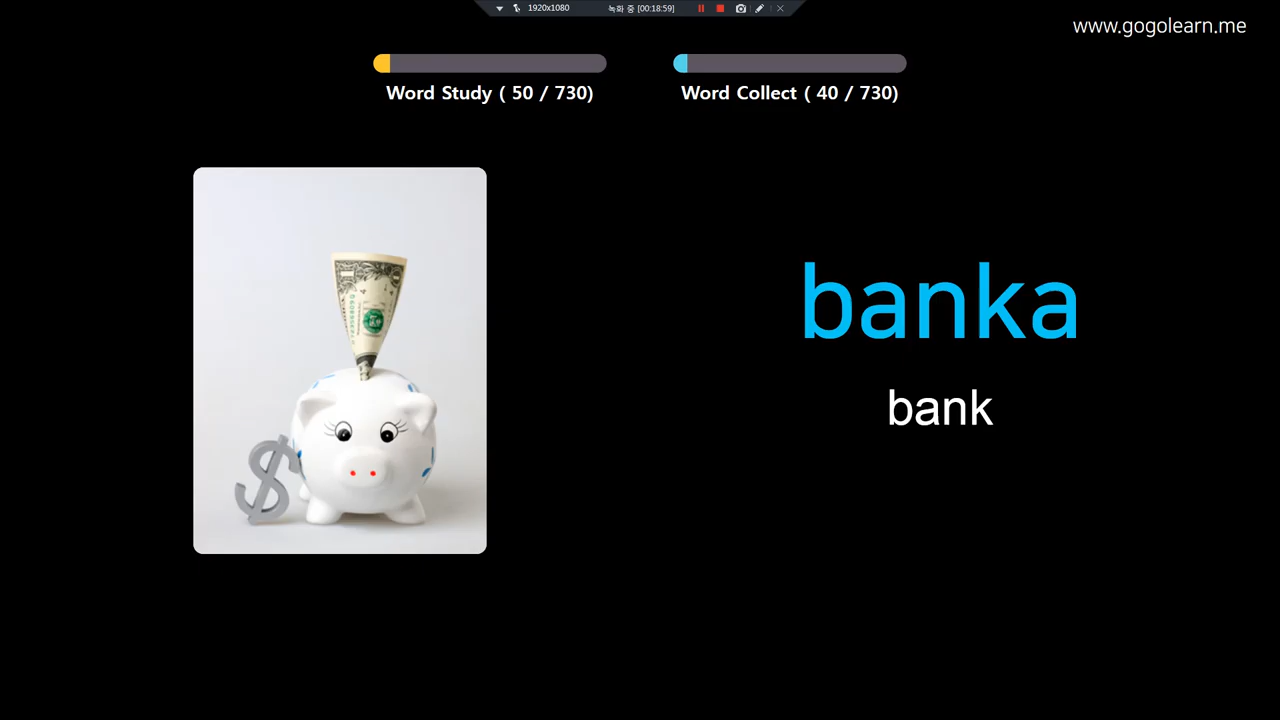 1920x1080 녹화 중 [00:18:59]
www.gogolearn.me
Word Study ( 50 / 730)
Word Collect ( 40 / 730)
banka
bank
$